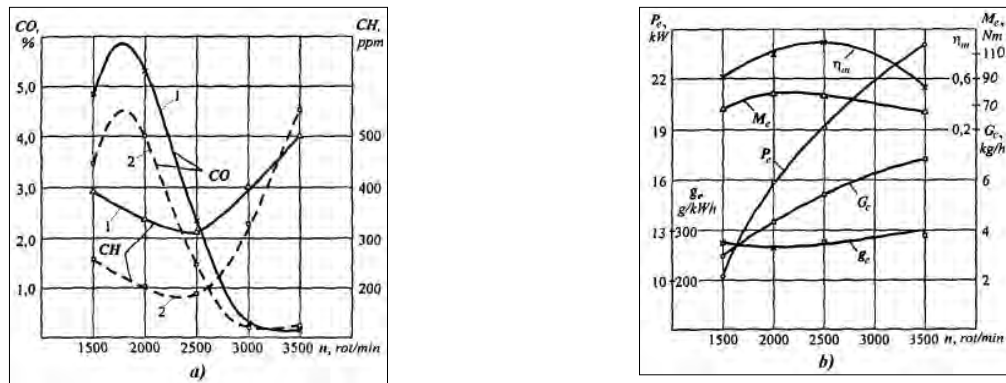 CO, %
CH, ppm
5,0
4,0
3,0
2,0
1,0
500
400
300
200
1
2
CO
1
CH
2
1500 2000 2500 3000 3500 n, rot/min
a)
Pe, kW
ηm
Me, Nm
22
19
16
13
10
ge, g/kWh
300
200
0,6
0,2
110
90
70
Gc, kg/h
6
4
2
ηm
Me
Pe
Gc
ge
1500 2000 2500 3500 n, rot/min
b)